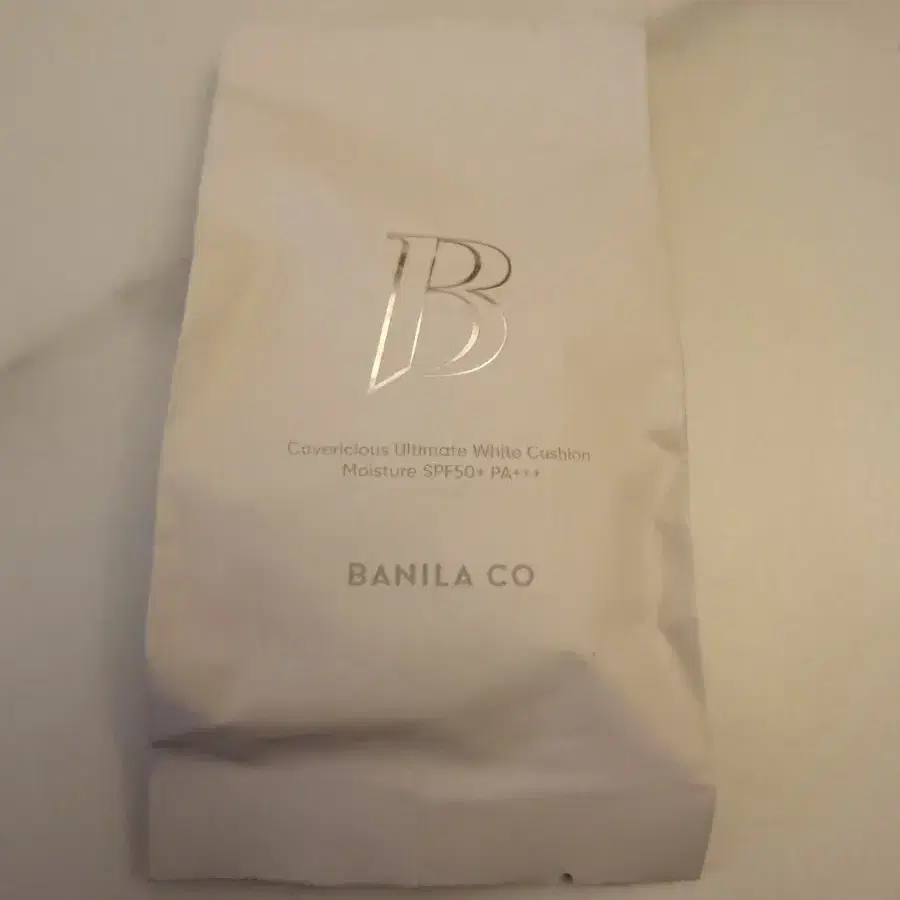 B
Covericious Ultimate White Cushion
Moisture SPF50+ PA+++
BANILA CO